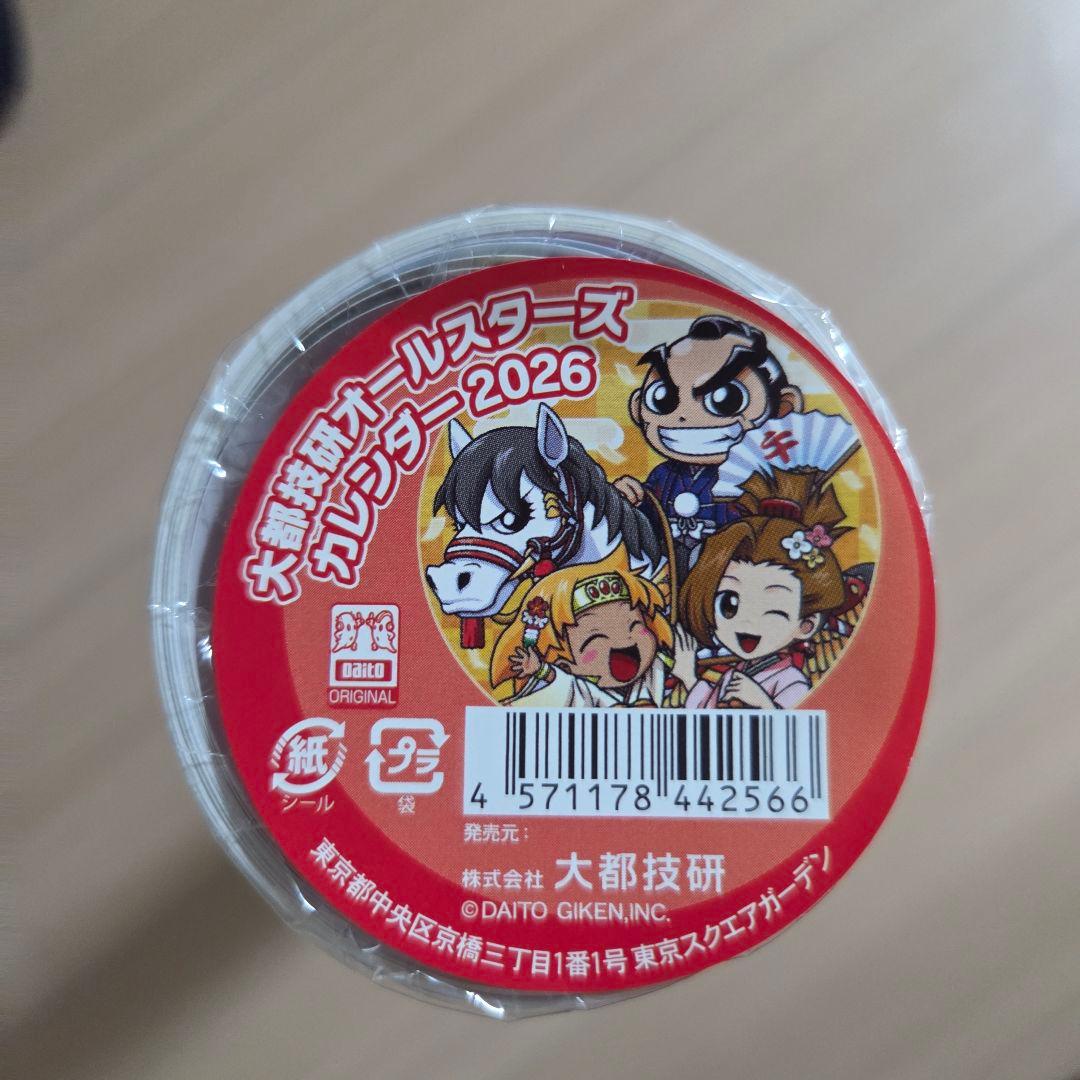 大都技研オールスターズ
カレンダー2026
Daito
ORIGINAL
紙
シール
プラ
袋
4 571178 442566
発売元：
株式会社 大都技研
©DAITO GIKEN,INC.
東京都中央区京橋三丁目1番1号 東京スクエアガーデン